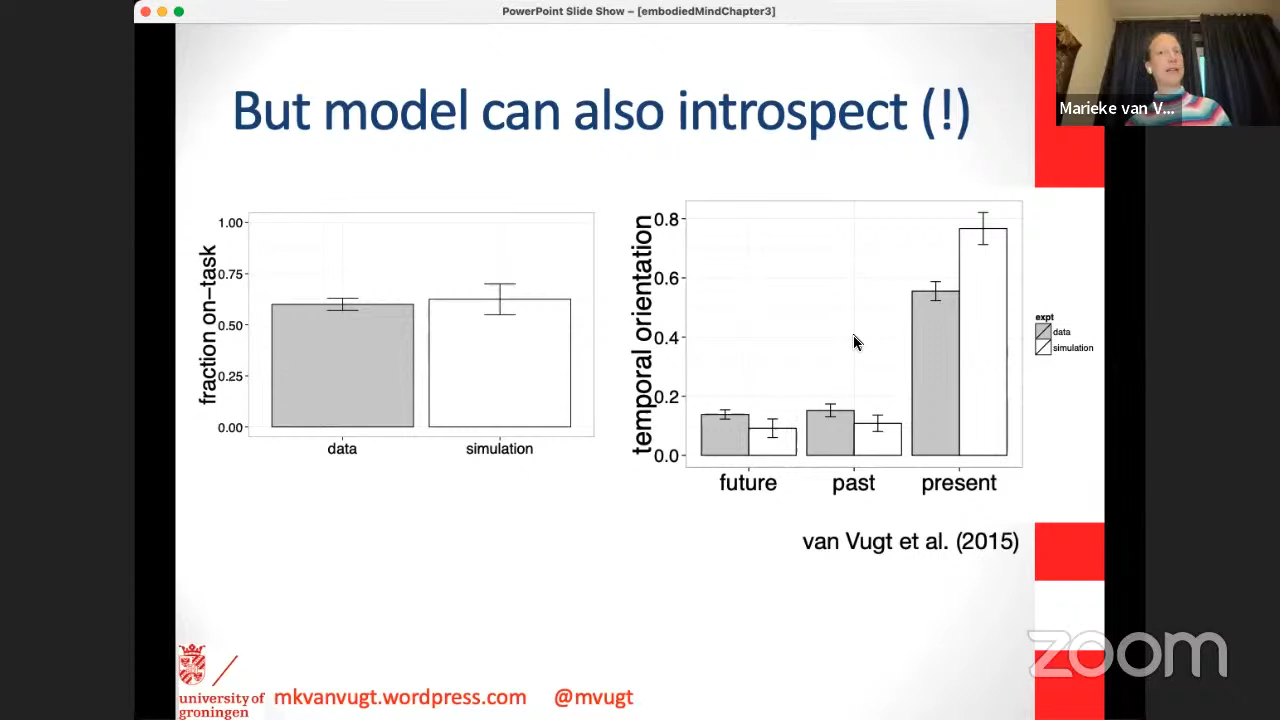 PowerPoint Slide Show – [embodiedMindChapter3]
Marieke van V...
But model can also introspect (!)
fraction on-task
1.00
0.75
0.50
0.25
0.00
data
simulation
temporal orientation
0.8
0.6
0.4
0.2
0.0
future
past
present
expt
data
simulation
van Vugt et al. (2015)
university of
groningen
mkvanvugt.wordpress.com
@mvugt
zoom